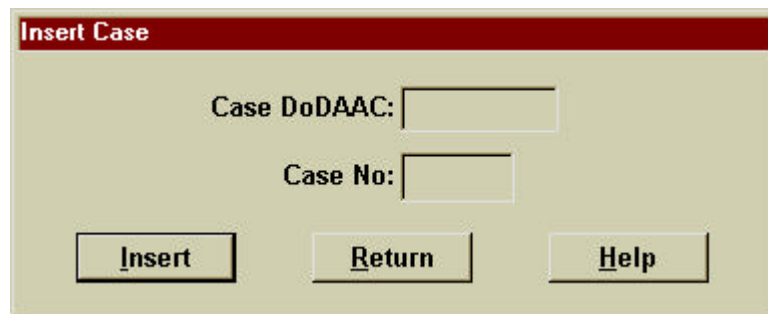 Insert Case
Case DoDAAC:
Case No:
Insert Return Help